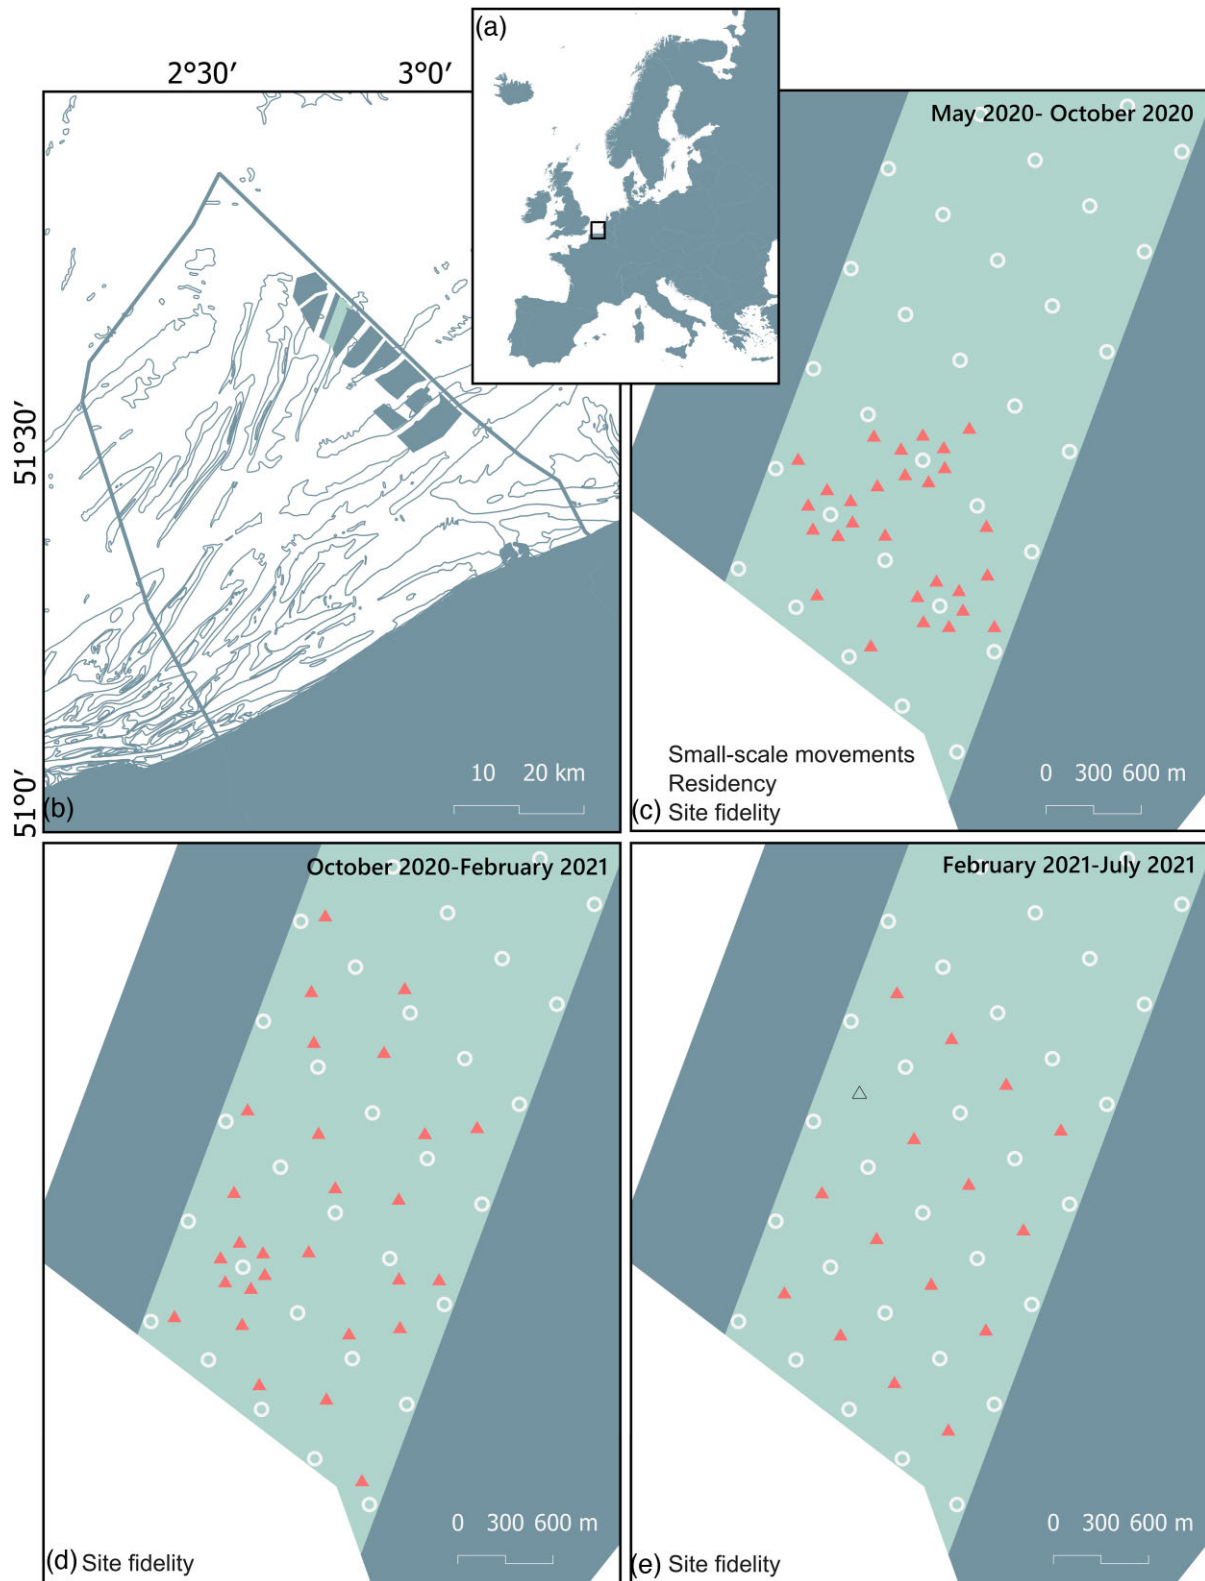 (a)
2°30′ 3°0′
51°30′
51°0′
10 20 km
(b)
May 2020- October 2020
Small-scale movements
Residency
(c) Site fidelity
0 300 600 m
October 2020-February 2021
0 300 600 m
(d) Site fidelity
February 2021-July 2021
0 300 600 m
(e) Site fidelity